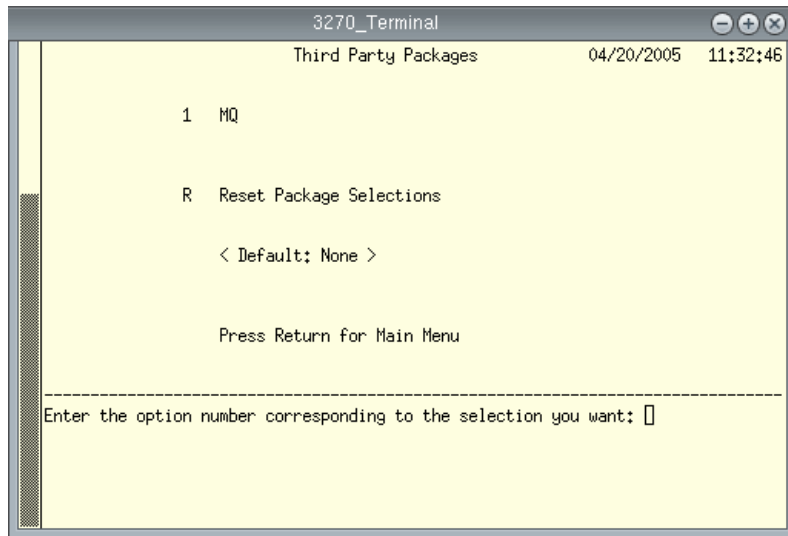 3270_Terminal
Third Party Packages 04/20/2005 11:32:46
1 MQ
R Reset Package Selections
< Default: None >
Press Return for Main Menu
--------------------------------------------------------------------------------
Enter the option number corresponding to the selection you want: